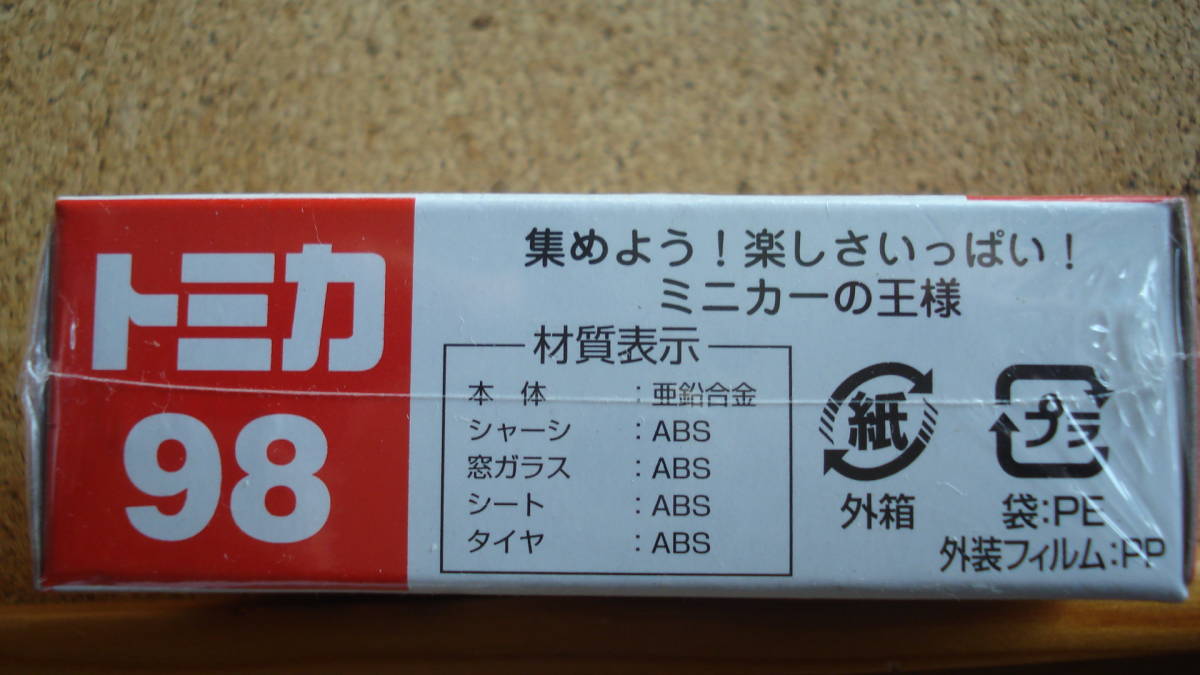 トミカ
98
集めよう！楽しさいっぱい！
ミニカーの王様
材質表示
本　体　：亜鉛合金
シャーシ　：ABS
窓ガラス　：ABS
シート　：ABS
タイヤ　：ABS
紙
外箱
プラ
袋:PE
外装フィルム:PP